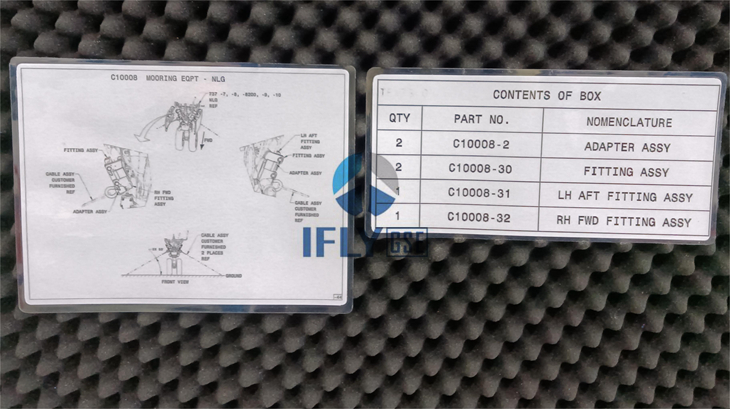 C10008 MOORING EQPT - NLG
757 -7, -8, -8000, -9, -10
NLG
REF
FWD
FITTING ASSY
CABLE ASSY
CUSTOMER
FURNISHED
REF
ADAPTER ASSY
RH FWD
FITTING
ASSY
LH AFT
FITTING
ASSY
FITTING ASSY
ADAPTER ASSY
CABLE ASSY
CUSTOMER
FURNISHED
REF
CABLE ASSY
CUSTOMER
FURNISHED
2 PLACES
REF
GROUND
FRONT VIEW
CONTENTS OF BOX
QTY PART NO. NOMENCLATURE
2 C10008-2 ADAPTER ASSY
2 C10008-30 FITTING ASSY
1 C10008-31 LH AFT FITTING ASSY
1 C10008-32 RH FWD FITTING ASSY
IFLY GSE